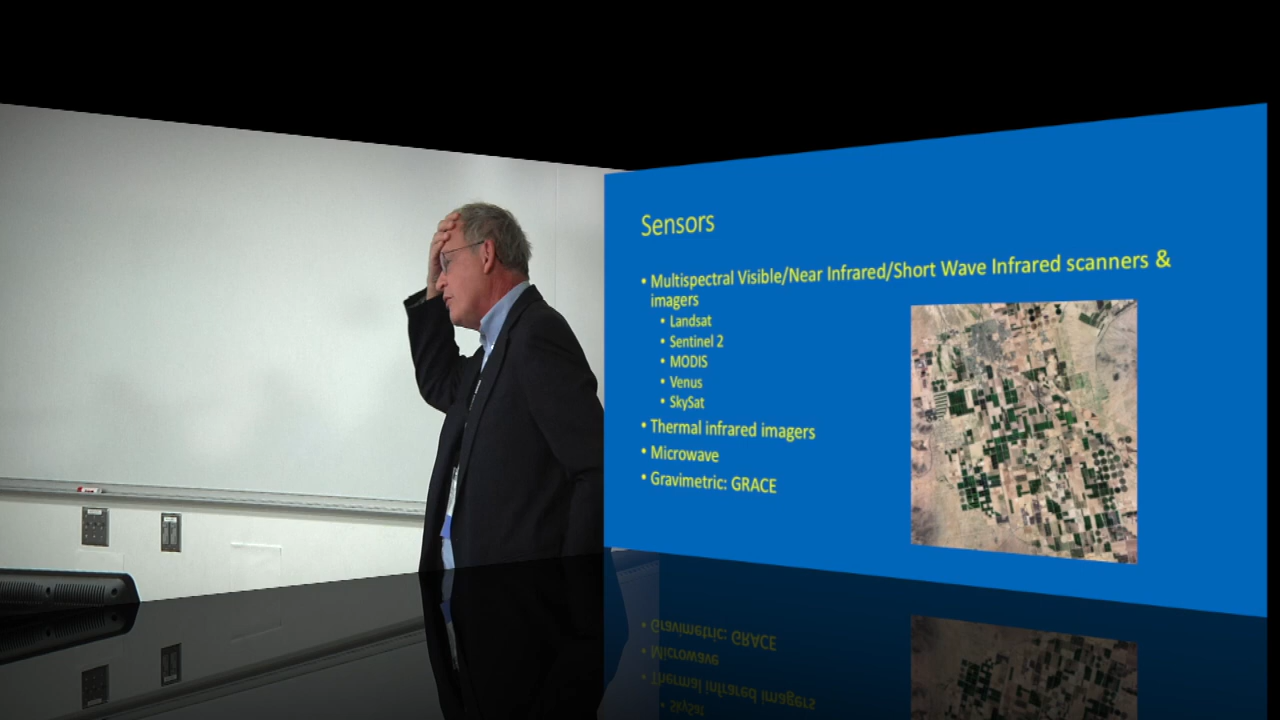 Sensors
• Multispectral Visible/Near Infrared/Short Wave Infrared scanners &
imagers
• Landsat
• Sentinel 2
• MODIS
• Venus
• SkySat
• Thermal infrared imagers
• Microwave
• Gravimetric: GRACE